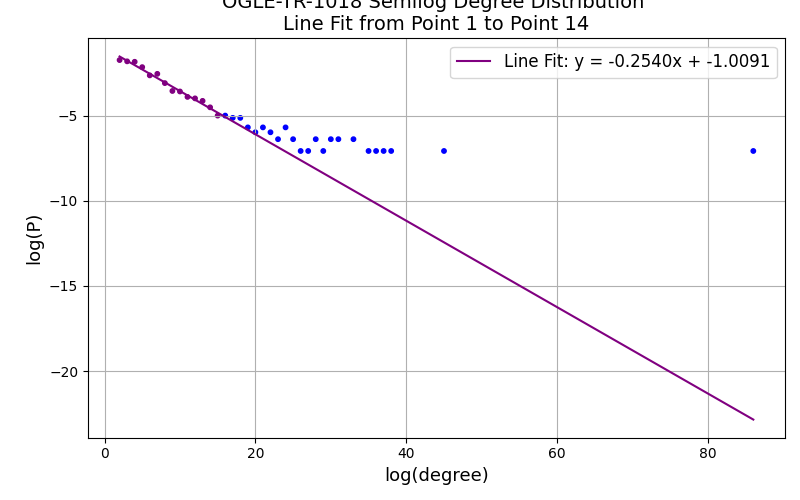 OGLE-TR-1018 Semilog Degree Distribution
Line Fit from Point 1 to Point 14
Line Fit: y = -0.2540x + -1.0091
log(P)
−5
−10
−15
−20
0 20 40 60 80
log(degree)